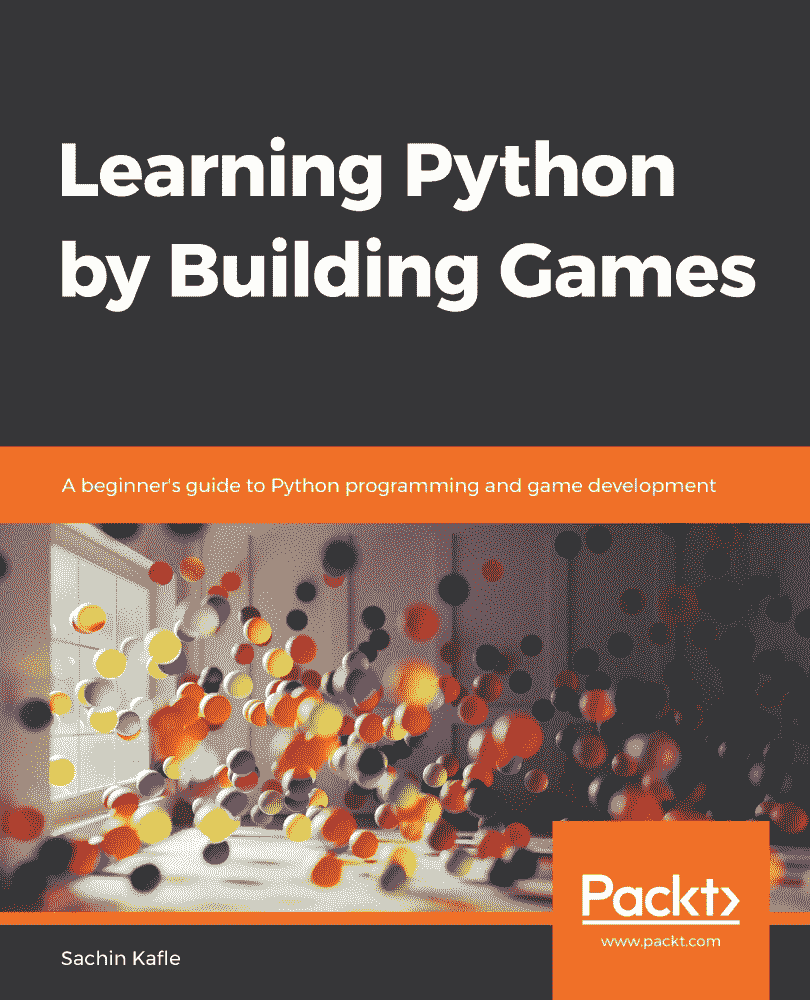 Learning Python
by Building Games
A beginner's guide to Python programming and game development
Packt>
www.packt.com
Sachin Kafle